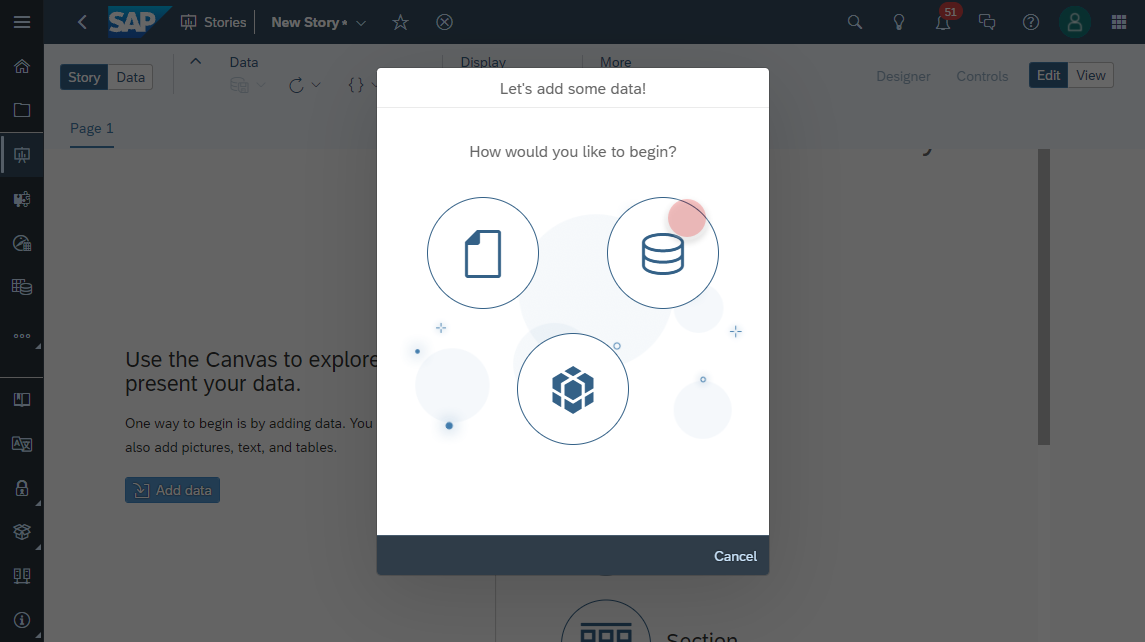 SAP Stories New Story * 51
Story Data Data Display More Designer Controls Edit View
{ }
Page 1
Let's add some data!
How would you like to begin?
Use the Canvas to explore
present your data.
One way to begin is by adding data. You
also add pictures, text, and tables.
Add data
Cancel
Section